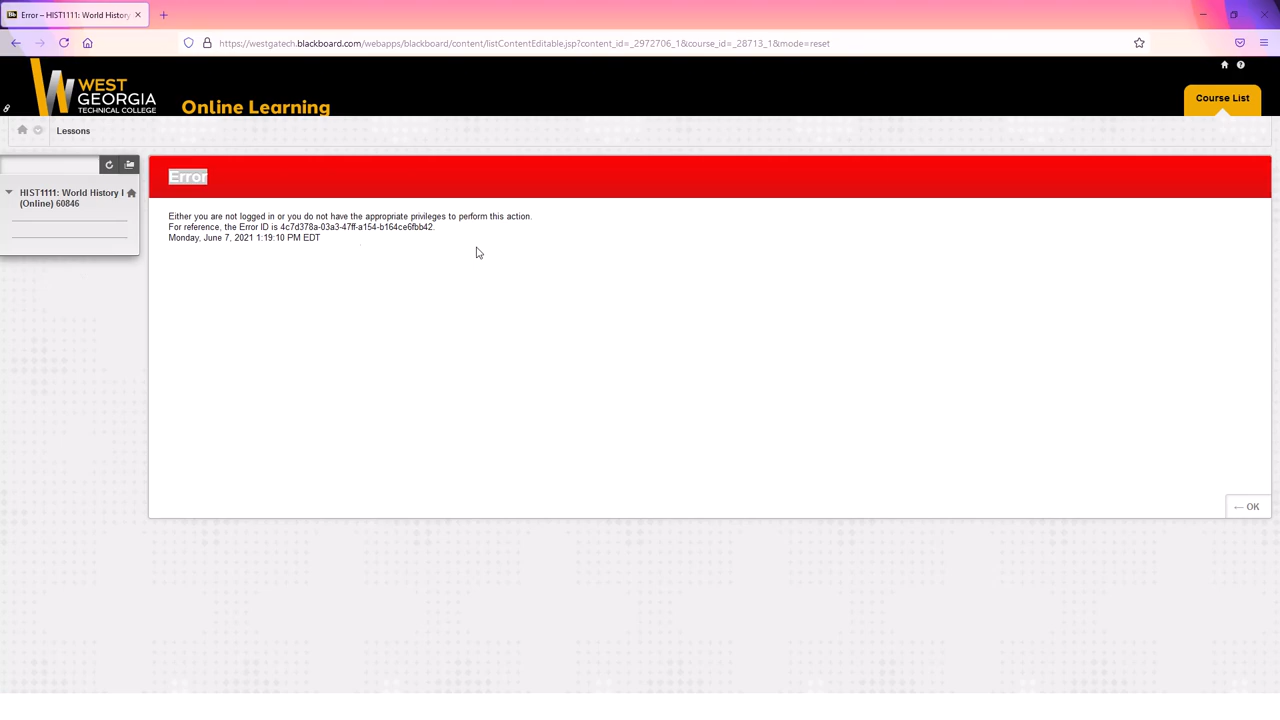 Error – HIST1111: World History
https://westgatech.blackboard.com/webapps/blackboard/content/listContentEditable.jsp?content_id=_2972706_1&course_id=_28713_1&mode=reset
WEST
GEORGIA
TECHNICAL COLLEGE
Online Learning
Course List
Lessons
HIST1111: World History I
(Online) 60846
Error
Either you are not logged in or you do not have the appropriate privileges to perform this action.
For reference, the Error ID is 4c7d378a-03a3-47ff-a154-b164ce6fbb42.
Monday, June 7, 2021 1:19:10 PM EDT
← OK